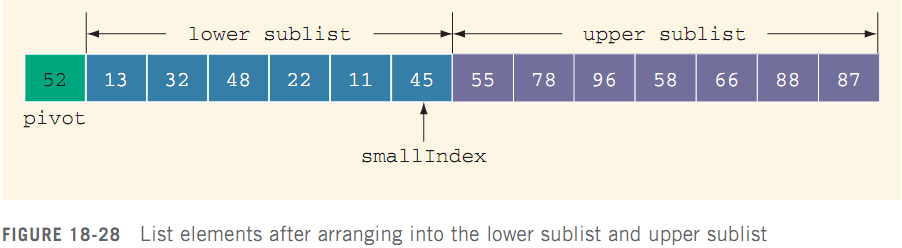 lower sublist upper sublist
52 13 32 48 22 11 45 55 78 96 58 66 88 87
pivot
smallIndex
FIGURE 18-28 List elements after arranging into the lower sublist and upper sublist